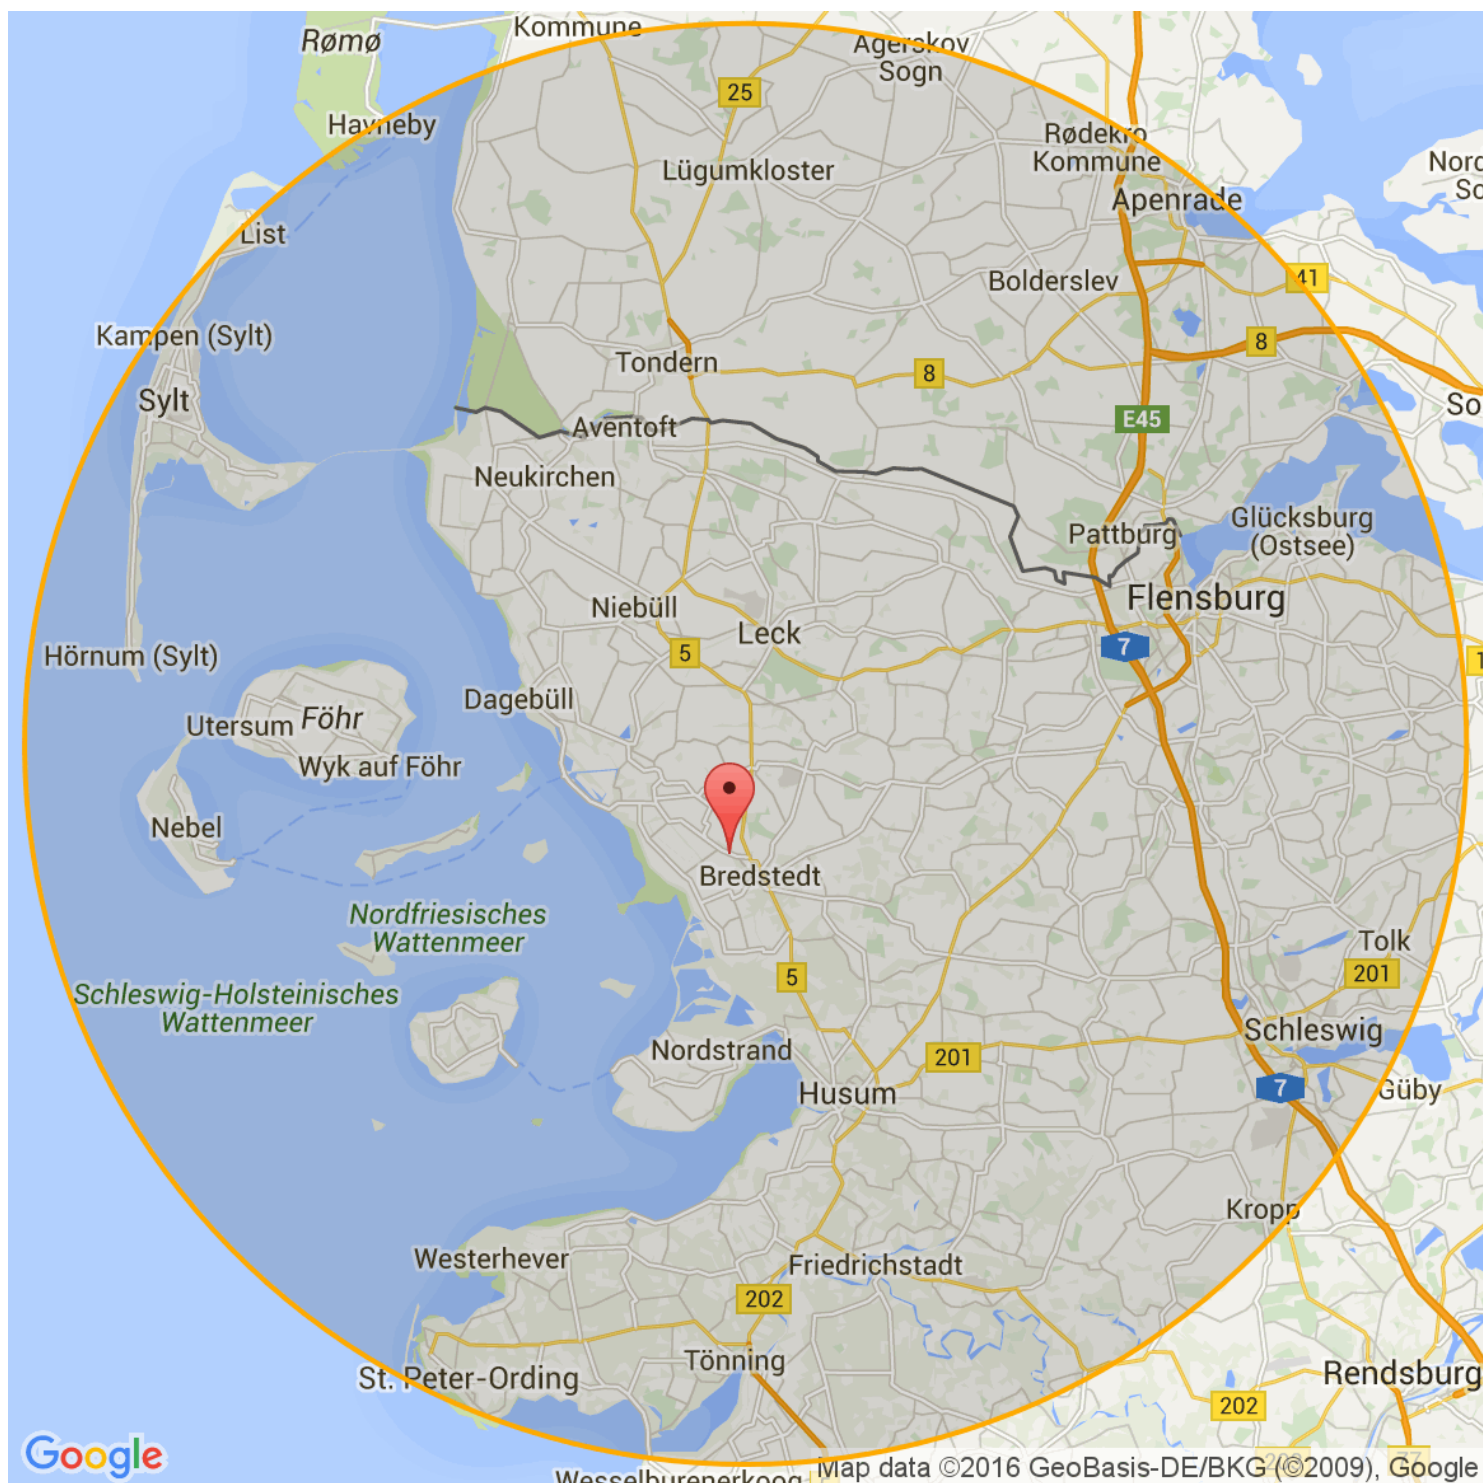 Kommune
Rømø
Agerskov
Sogn
25
Havneby
Rødekro
Kommune
Lügumkloster
Apenrade
List
Bolderslev
41
Kampen (Sylt)
8
Tondern
8
Sylt
E45
Aventoft
Neukirchen
Pattburg
Glücksburg
(Ostsee)
Flensburg
Niebüll
Leck
7
5
Hörnum (Sylt)
Dagebüll
Utersum
Föhr
Wyk auf Föhr
Nebel
Bredstedt
Nordfriesisches
Wattenmeer
Tolk
201
5
Schleswig-Holsteinisches
Wattenmeer
Schleswig
Nordstrand
201
Husum
7
Güby
Kropp
Westerhever
Friedrichstadt
202
Tönning
St. Peter-Ording
Rendsburg
202
Google
Map data ©2016 GeoBasis-DE/BKG (©2009), Google
Wesselburenerkoog
77